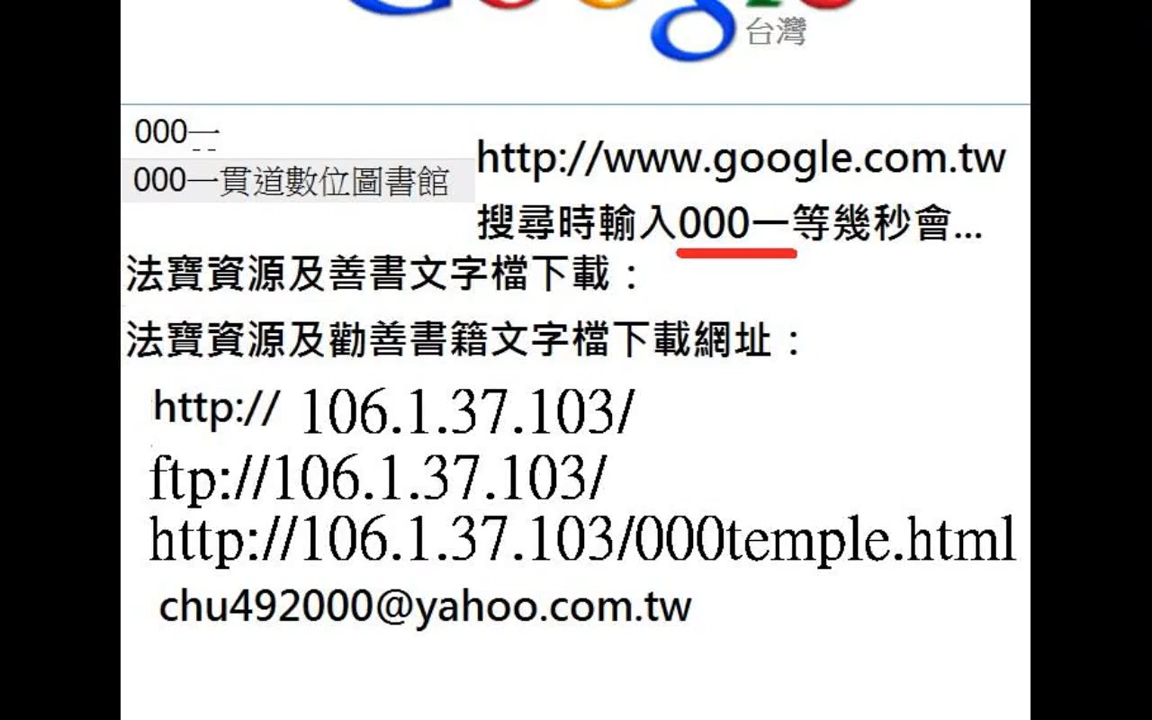 Google
台灣
000一
000一貫道數位圖書館
http://www.google.com.tw
搜尋時輸入000一等幾秒會...
法寶資源及善書文字檔下載：
法寶資源及勸善書籍文字檔下載網址：
http:// 106.1.37.103/
ftp://106.1.37.103/
http://106.1.37.103/000temple.html
chu492000@yahoo.com.tw